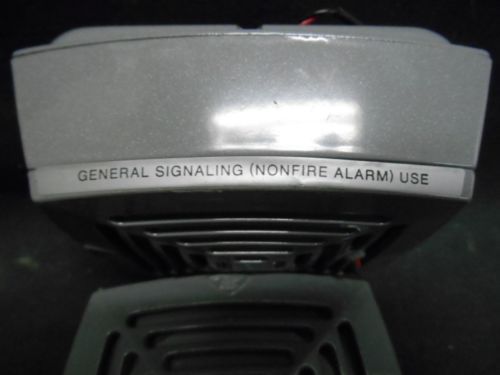 GENERAL SIGNALING (NONFIRE ALARM) USE